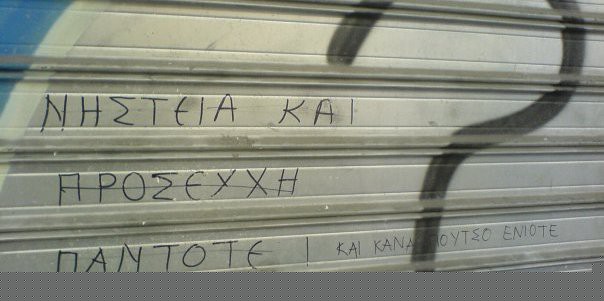 ΝΗΣΤΕΙΑ ΚΑΙ
ΠΡΟΣΕΥΧΗ
ΠΑΝΤΟΤΕ ΚΑΙ ΚΑΝΑ ΠΟΥΤΣΟ ΕΝΙΟΤΕ